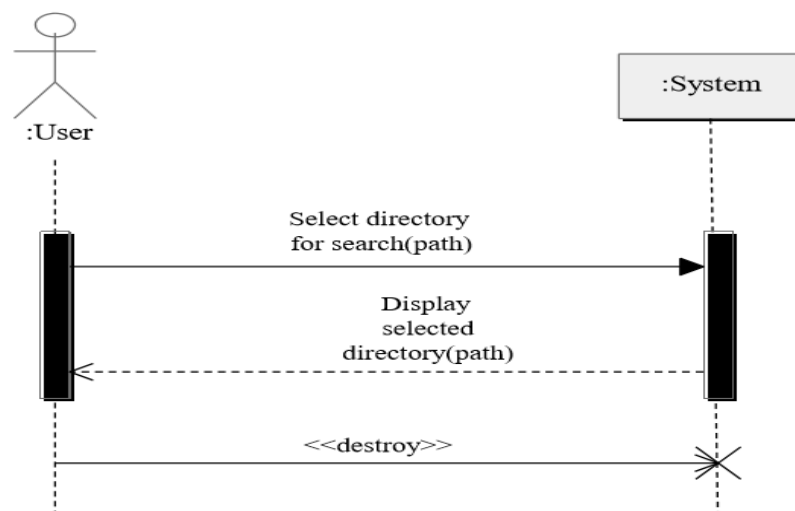 :User
:System
Select directory
for search(path)
Display
selected
directory(path)
<<destroy>>